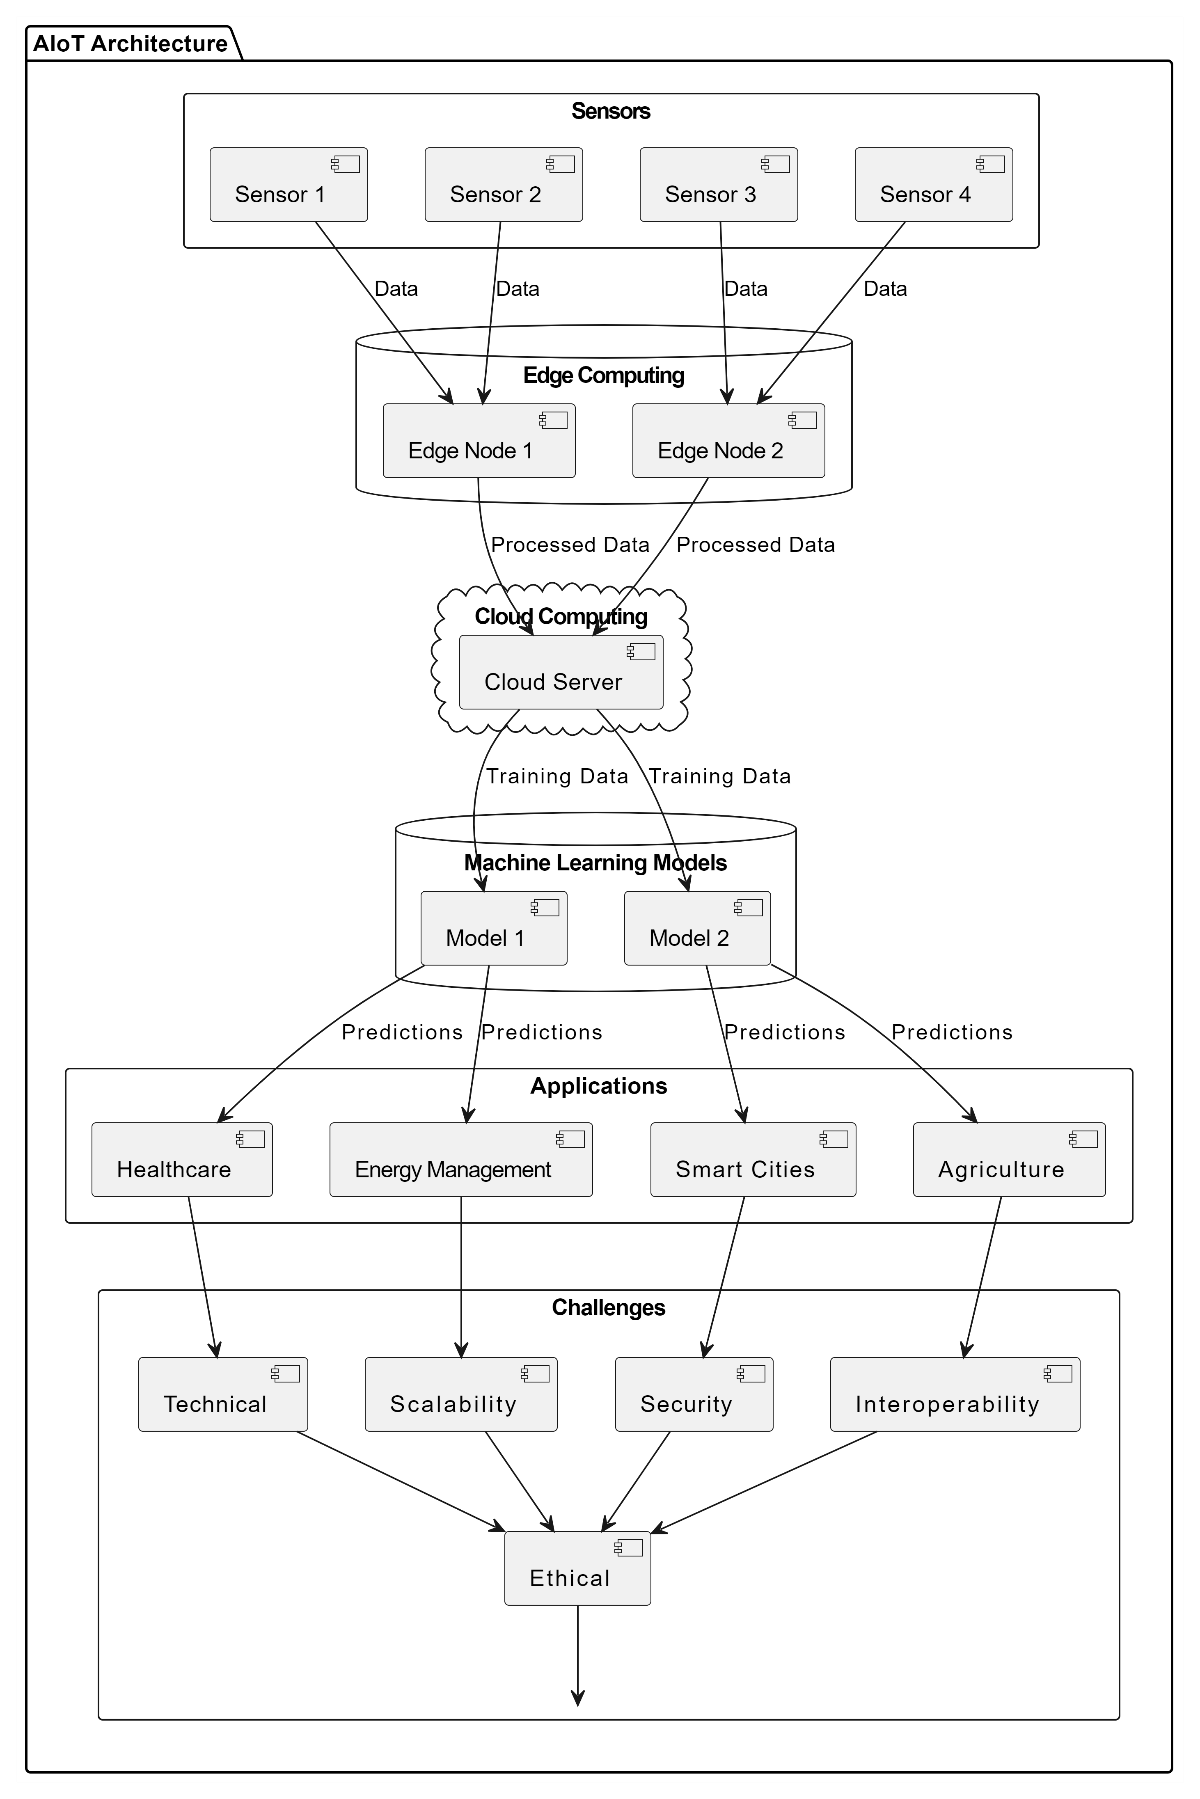 AIoT Architecture
Sensors
Sensor 1
Sensor 2
Sensor 3
Sensor 4
Data
Data
Data
Data
Edge Computing
Edge Node 1
Edge Node 2
Processed Data
Processed Data
Cloud Computing
Cloud Server
Training Data
Training Data
Machine Learning Models
Model 1
Model 2
Predictions
Predictions
Predictions
Predictions
Applications
Healthcare
Energy Management
Smart Cities
Agriculture
Challenges
Technical
Scalability
Security
Interoperability
Ethical